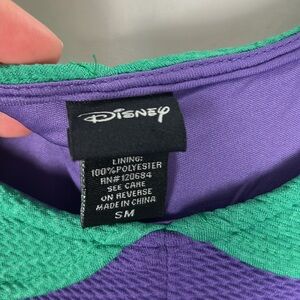 Disney
LINING:
100%POLYESTER
RN#120684
SEE CARE
ON REVERSE
MADE IN CHINA
SM